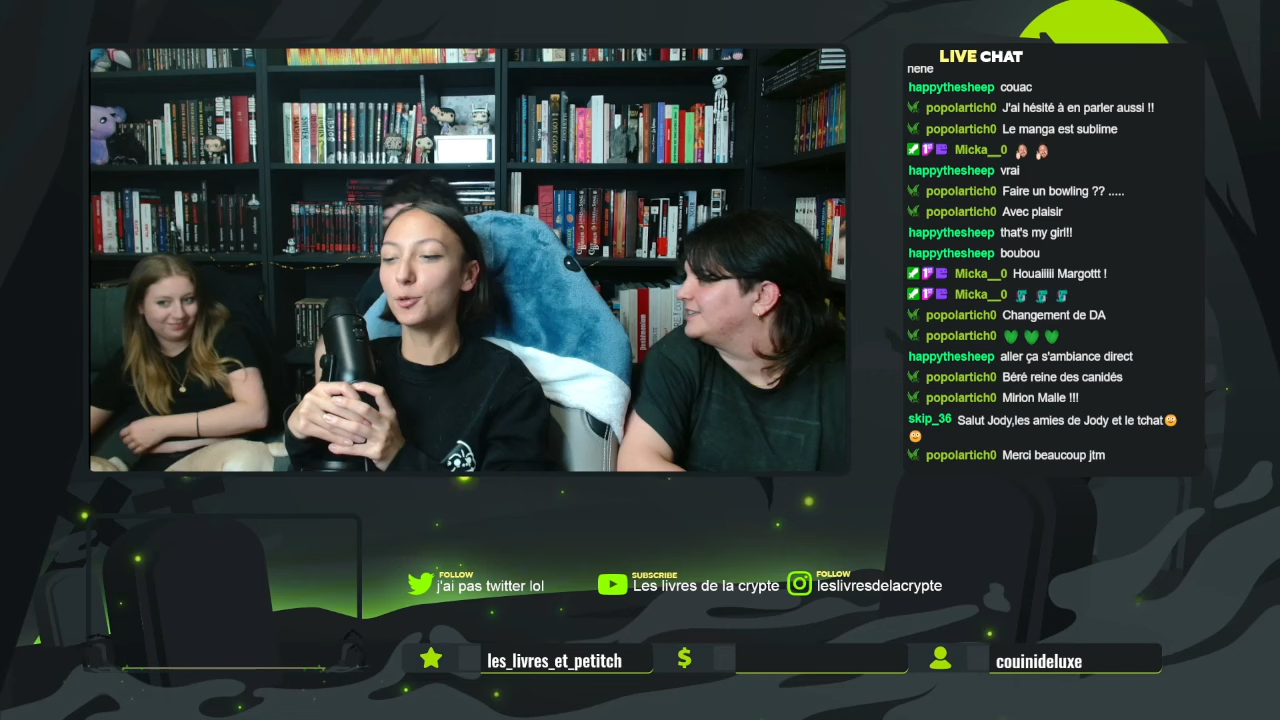 LIVE CHAT
nene
happythesheep couac
popolartich0 J'ai hésité à en parler aussi !!
popolartich0 Le manga est sublime
Micka__0
happythesheep vrai
popolartich0 Faire un bowling ?? .....
popolartich0 Avec plaisir
happythesheep that's my girl!!
happythesheep boubou
Micka__0 Houaiiiii Margottt !
Micka__0
popolartich0 Changement de DA
popolartich0 💚 💚 💚
happythesheep aller ça s'ambiance direct
popolartich0 Béré reine des canidés
popolartich0 Mirion Malle !!!
skip_36 Salut Jody,les amies de Jody et le tchat
popolartich0 Merci beaucoup jtm
FOLLOW
j'ai pas twitter lol
SUBSCRIBE
Les livres de la crypte
FOLLOW
leslivresdelacrypte
les_livres_et_petitch
$
couinideluxe